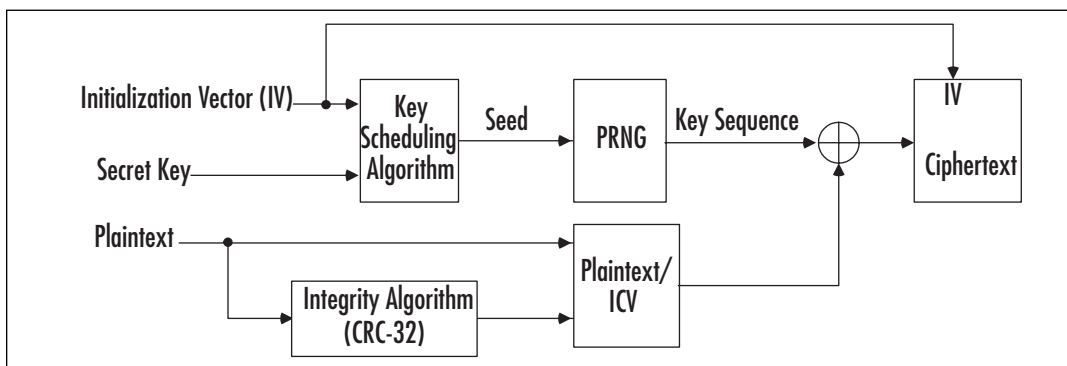 Initialization Vector (IV)
Key
Scheduling
Algorithm
Seed
PRNG
Key Sequence
IV
Ciphertext
Secret Key
Plaintext
Integrity Algorithm
(CRC-32)
Plaintext/
ICV